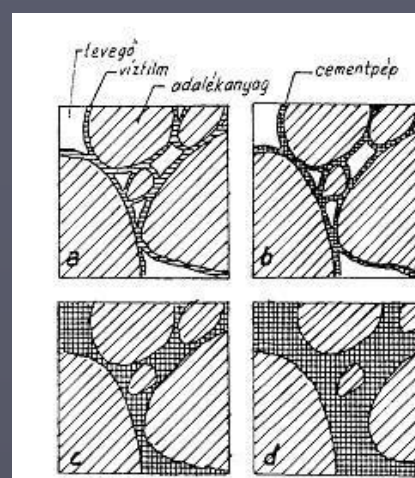 levegő
vízfilm
adalékanyag
cementpép
a
b
c
d